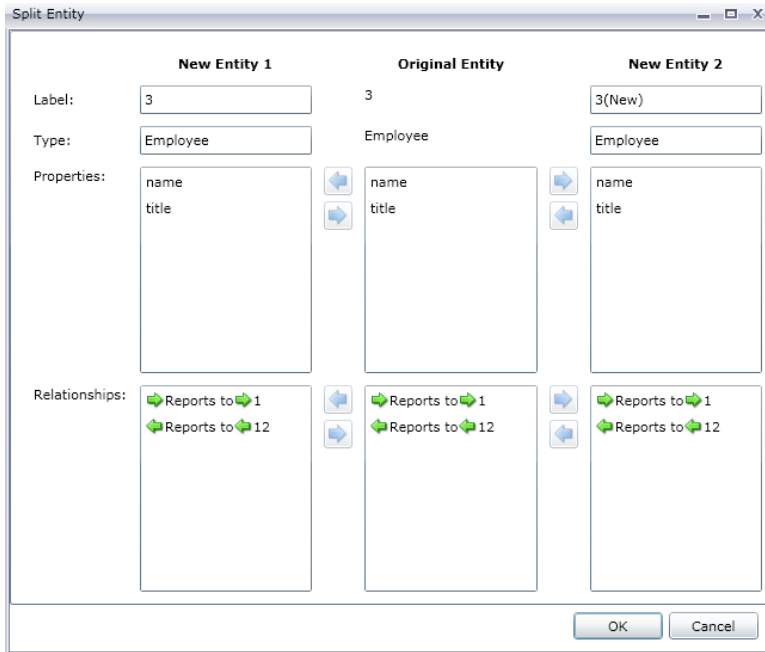 Split Entity
New Entity 1 Original Entity New Entity 2
Label: 3 3 3(New)
Type: Employee Employee Employee
Properties: name name name
title title title
Relationships: Reports to 1 Reports to 1 Reports to 1
Reports to 12 Reports to 12 Reports to 12
OK Cancel